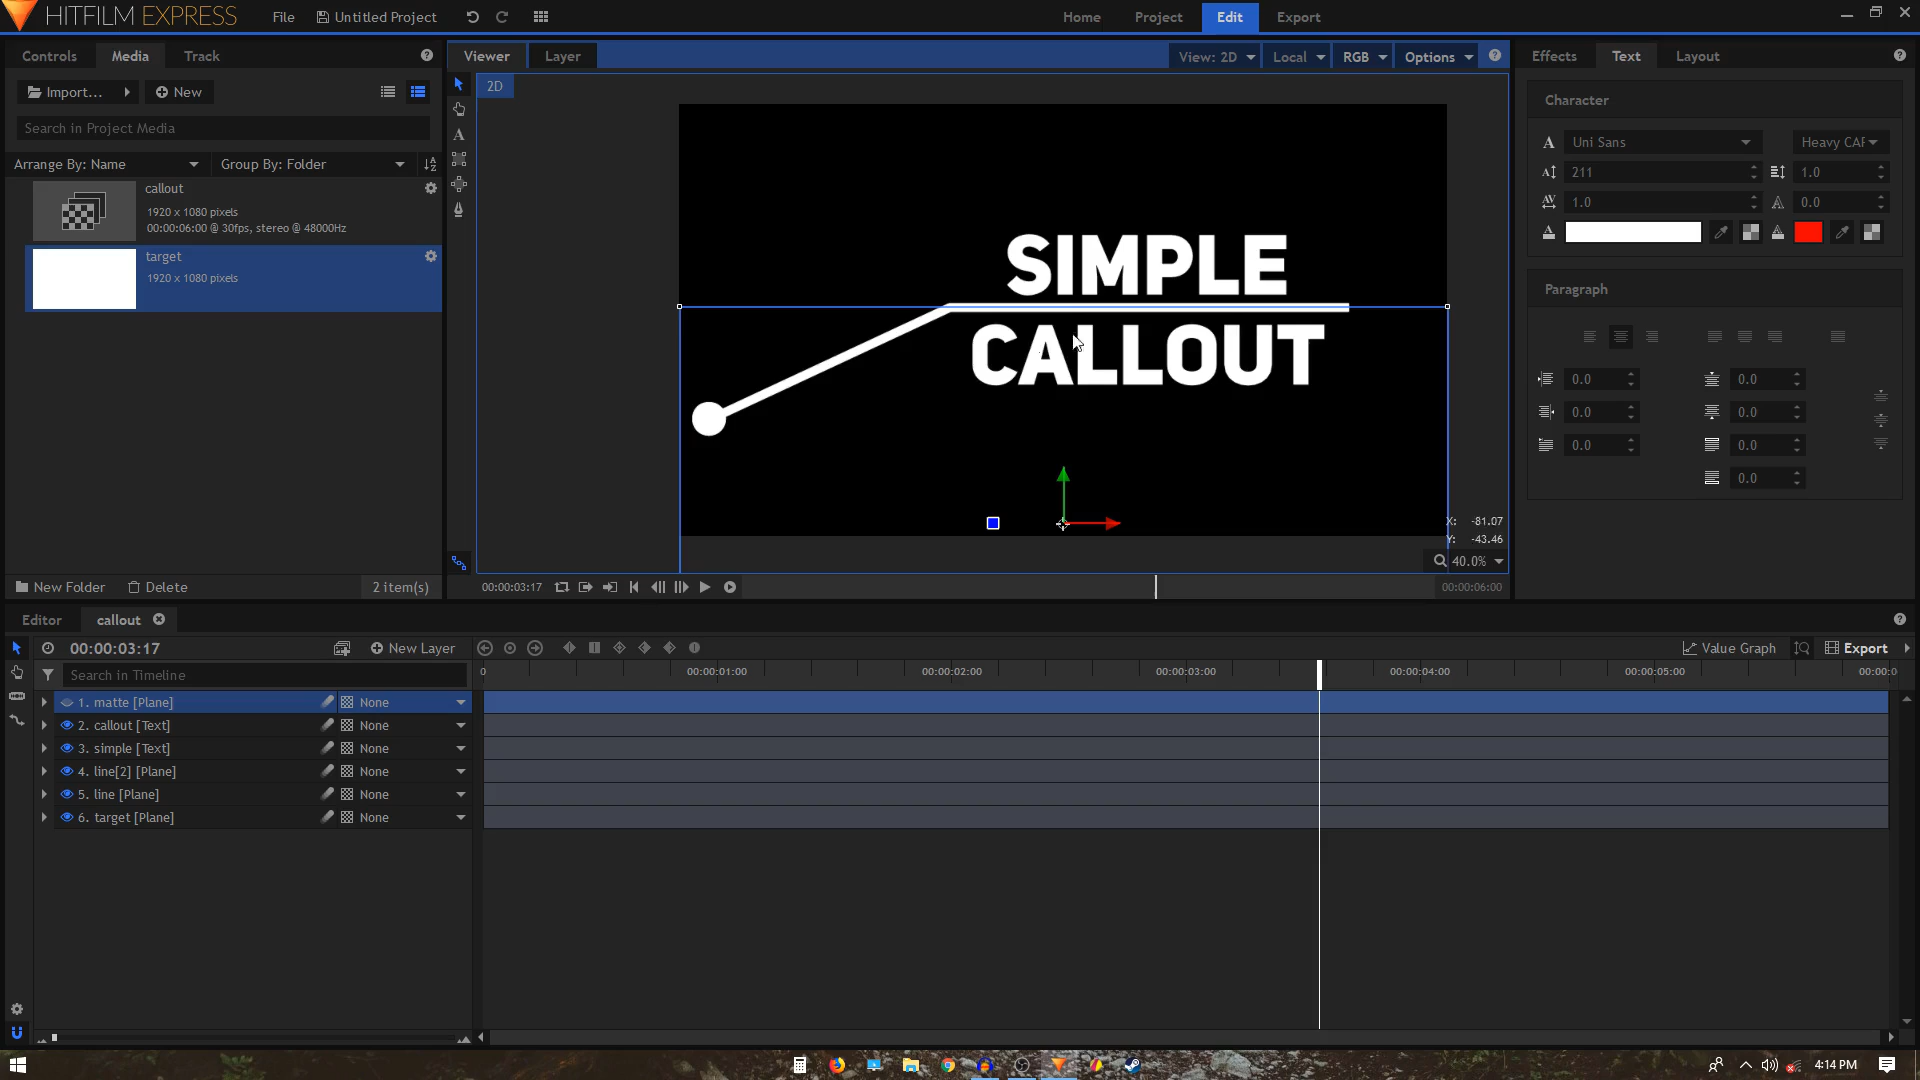 HITFILM EXPRESS
File
Untitled Project
Home
Project
Edit
Export
Controls
Media
Track
Viewer
Layer
View: 2D
Local
RGB
Options
Effects
Text
Layout
Import...
New
2D
Character
Search in Project Media
Uni Sans
Heavy CAF
Arrange By: Name
Group By: Folder
211
1.0
callout
1920 x 1080 pixels
00:00:06:00 @ 30fps, stereo @ 48000Hz
1.0
0.0
target
1920 x 1080 pixels
SIMPLE
CALLOUT
Paragraph
0.0
0.0
0.0
0.0
0.0
0.0
0.0
X: -81.07
Y: -43.46
40.0%
New Folder
Delete
2 item(s)
00:00:03:17
00:00:06:00
Editor
callout
00:00:03:17
New Layer
Value Graph
Export
Search in Timeline
0
00:00:01:00
00:00:02:00
00:00:03:00
00:00:04:00
00:00:05:00
00:00:0
1. matte [Plane]
None
2. callout [Text]
None
3. simple [Text]
None
4. line[2] [Plane]
None
5. line [Plane]
None
6. target [Plane]
None
4:14 PM